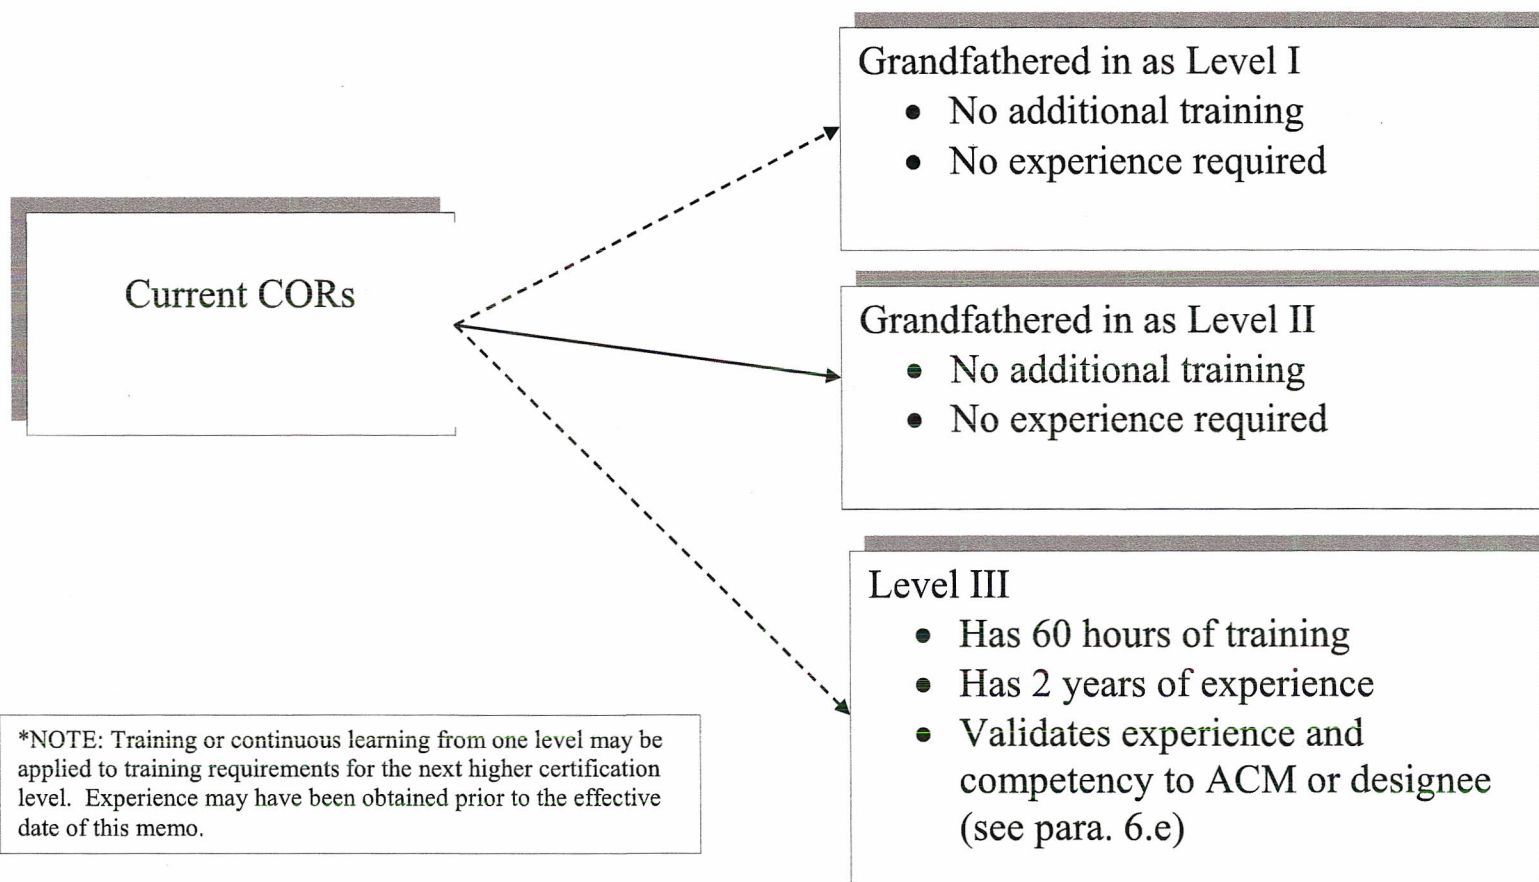 Grandfathered in as Level I
• No additional training
• No experience required
Current CORs
Grandfathered in as Level II
• No additional training
• No experience required
Level III
• Has 60 hours of training
• Has 2 years of experience
• Validates experience and
competency to ACM or designee
(see para. 6.e)
*NOTE: Training or continuous learning from one level may be
applied to training requirements for the next higher certification
level. Experience may have been obtained prior to the effective
date of this memo.